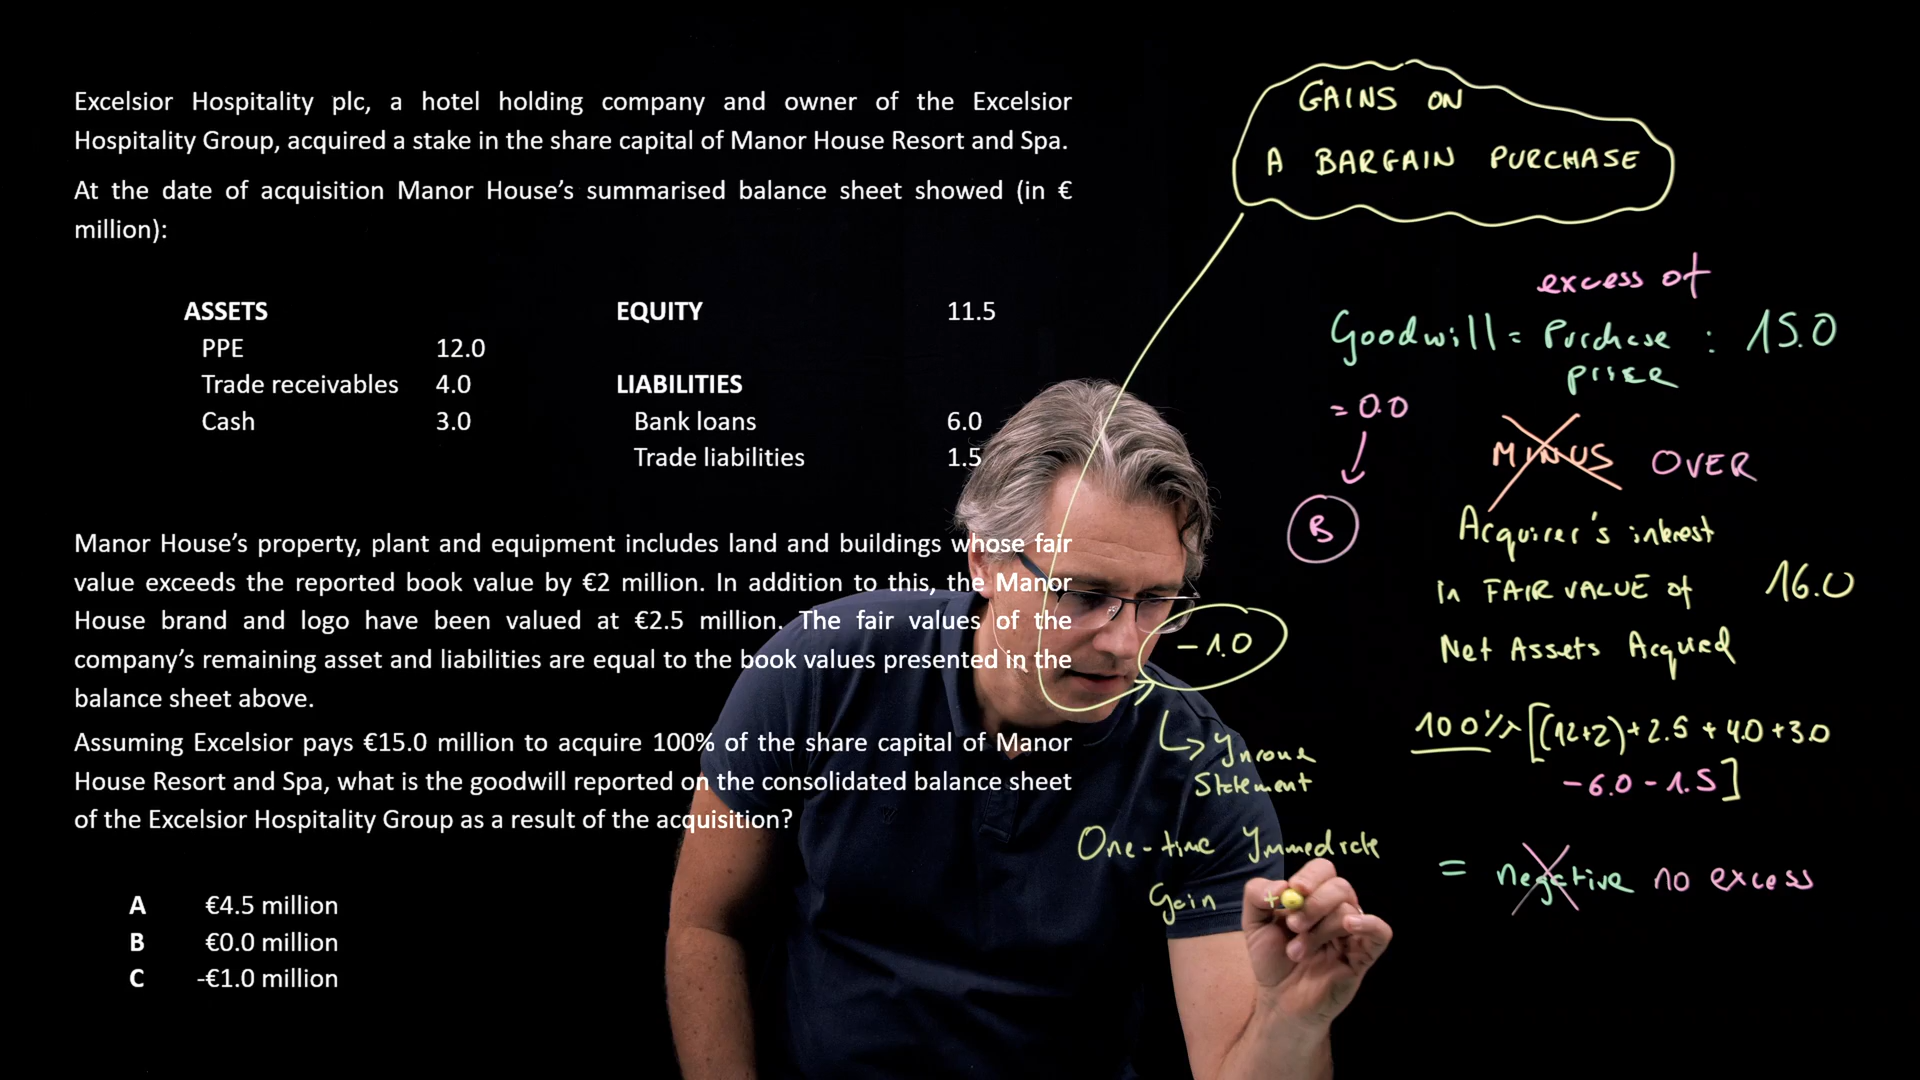 Excelsior Hospitality plc, a hotel holding company and owner of the Excelsior
Hospitality Group, acquired a stake in the share capital of Manor House Resort and Spa.
At the date of acquisition Manor House's summarised balance sheet showed (in €
million):
ASSETS
PPE 12.0
Trade receivables 4.0
Cash 3.0
EQUITY 11.5
LIABILITIES
Bank loans 6.0
Trade liabilities 1.5
Manor House's property, plant and equipment includes land and buildings whose fair
value exceeds the reported book value by €2 million. In addition to this, the Manor
House brand and logo have been valued at €2.5 million. The fair values of the
company's remaining asset and liabilities are equal to the book values presented in the
balance sheet above.
Assuming Excelsior pays €15.0 million to acquire 100% of the share capital of Manor
House Resort and Spa, what is the goodwill reported on the consolidated balance sheet
of the Excelsior Hospitality Group as a result of the acquisition?
A €4.5 million
B €0.0 million
C -€1.0 million
GAINS ON
A BARGAIN PURCHASE
excess of
Goodwill = Purchase : 15.0
price
= 0.0
B
MINUS OVER
Acquirer's interest
in FAIR VALUE of 16.0
Net Assets Acquired
100% [(12+2)+2.5+4.0+3.0
-6.0-1.5]
= negative no excess
-1.0
Income
Statement
One-time Immediate
Gain +